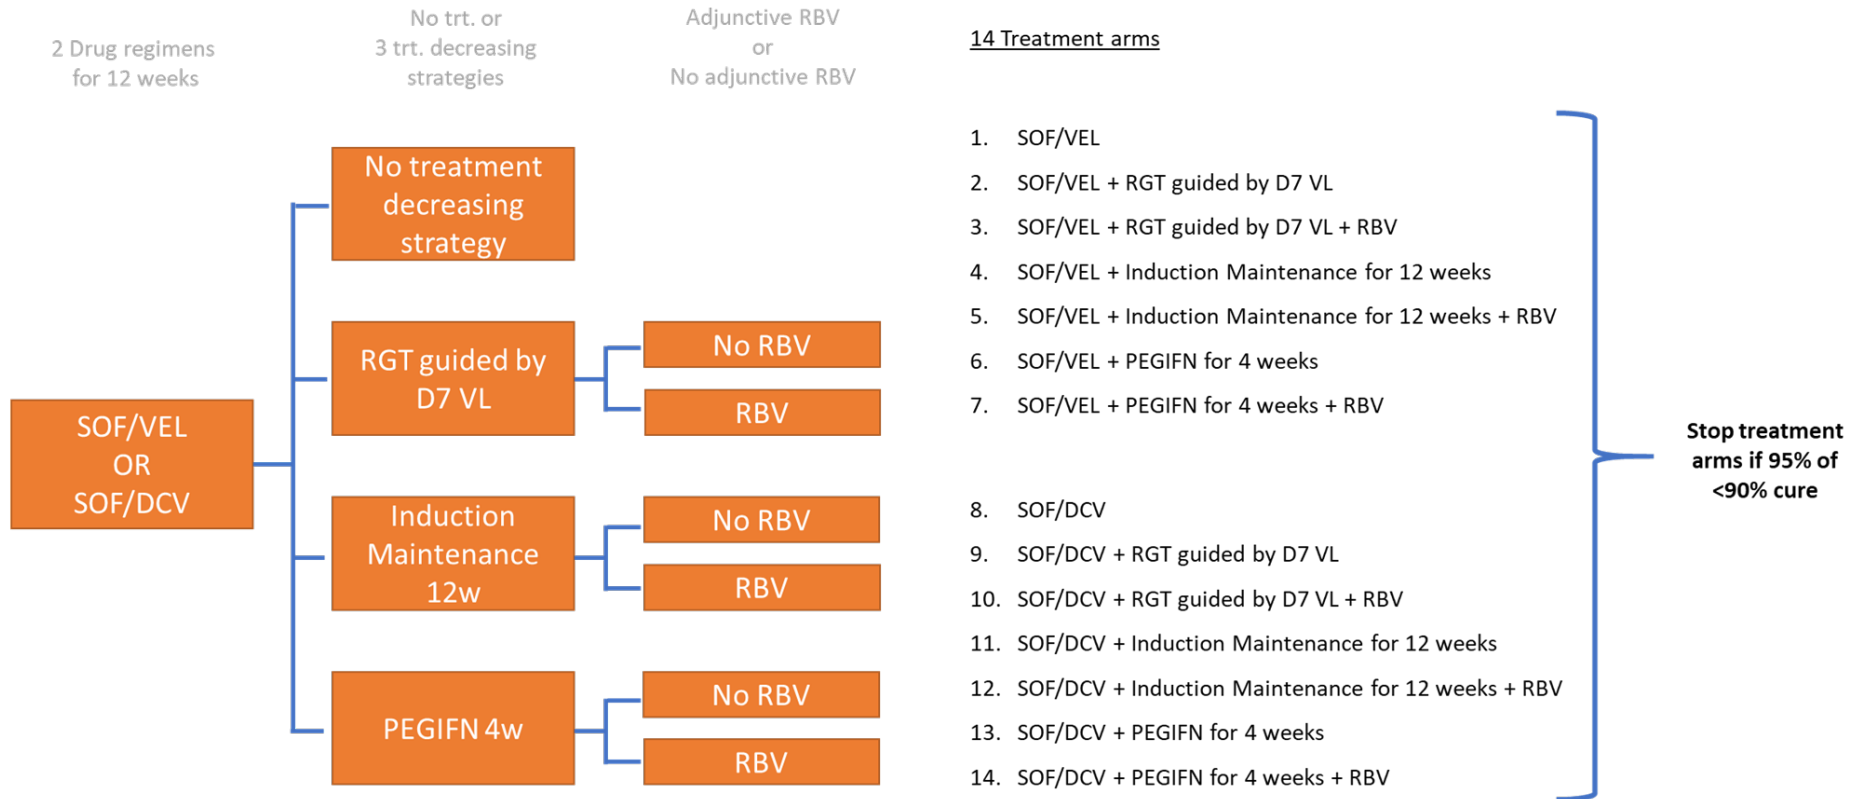 2 Drug regimens
for 12 weeks
No trt. or
3 trt. decreasing
strategies
Adjunctive RBV
or
No adjunctive RBV
14 Treatment arms
SOF/VEL
OR
SOF/DCV
No treatment
decreasing
strategy
RGT guided by
D7 VL
No RBV
RBV
Induction
Maintenance
12w
No RBV
RBV
PEGIFN 4w
No RBV
RBV
1. SOF/VEL
2. SOF/VEL + RGT guided by D7 VL
3. SOF/VEL + RGT guided by D7 VL + RBV
4. SOF/VEL + Induction Maintenance for 12 weeks
5. SOF/VEL + Induction Maintenance for 12 weeks + RBV
6. SOF/VEL + PEGIFN for 4 weeks
7. SOF/VEL + PEGIFN for 4 weeks + RBV
8. SOF/DCV
9. SOF/DCV + RGT guided by D7 VL
10. SOF/DCV + RGT guided by D7 VL + RBV
11. SOF/DCV + Induction Maintenance for 12 weeks
12. SOF/DCV + Induction Maintenance for 12 weeks + RBV
13. SOF/DCV + PEGIFN for 4 weeks
14. SOF/DCV + PEGIFN for 4 weeks + RBV
Stop treatment
arms if 95% of
<90% cure